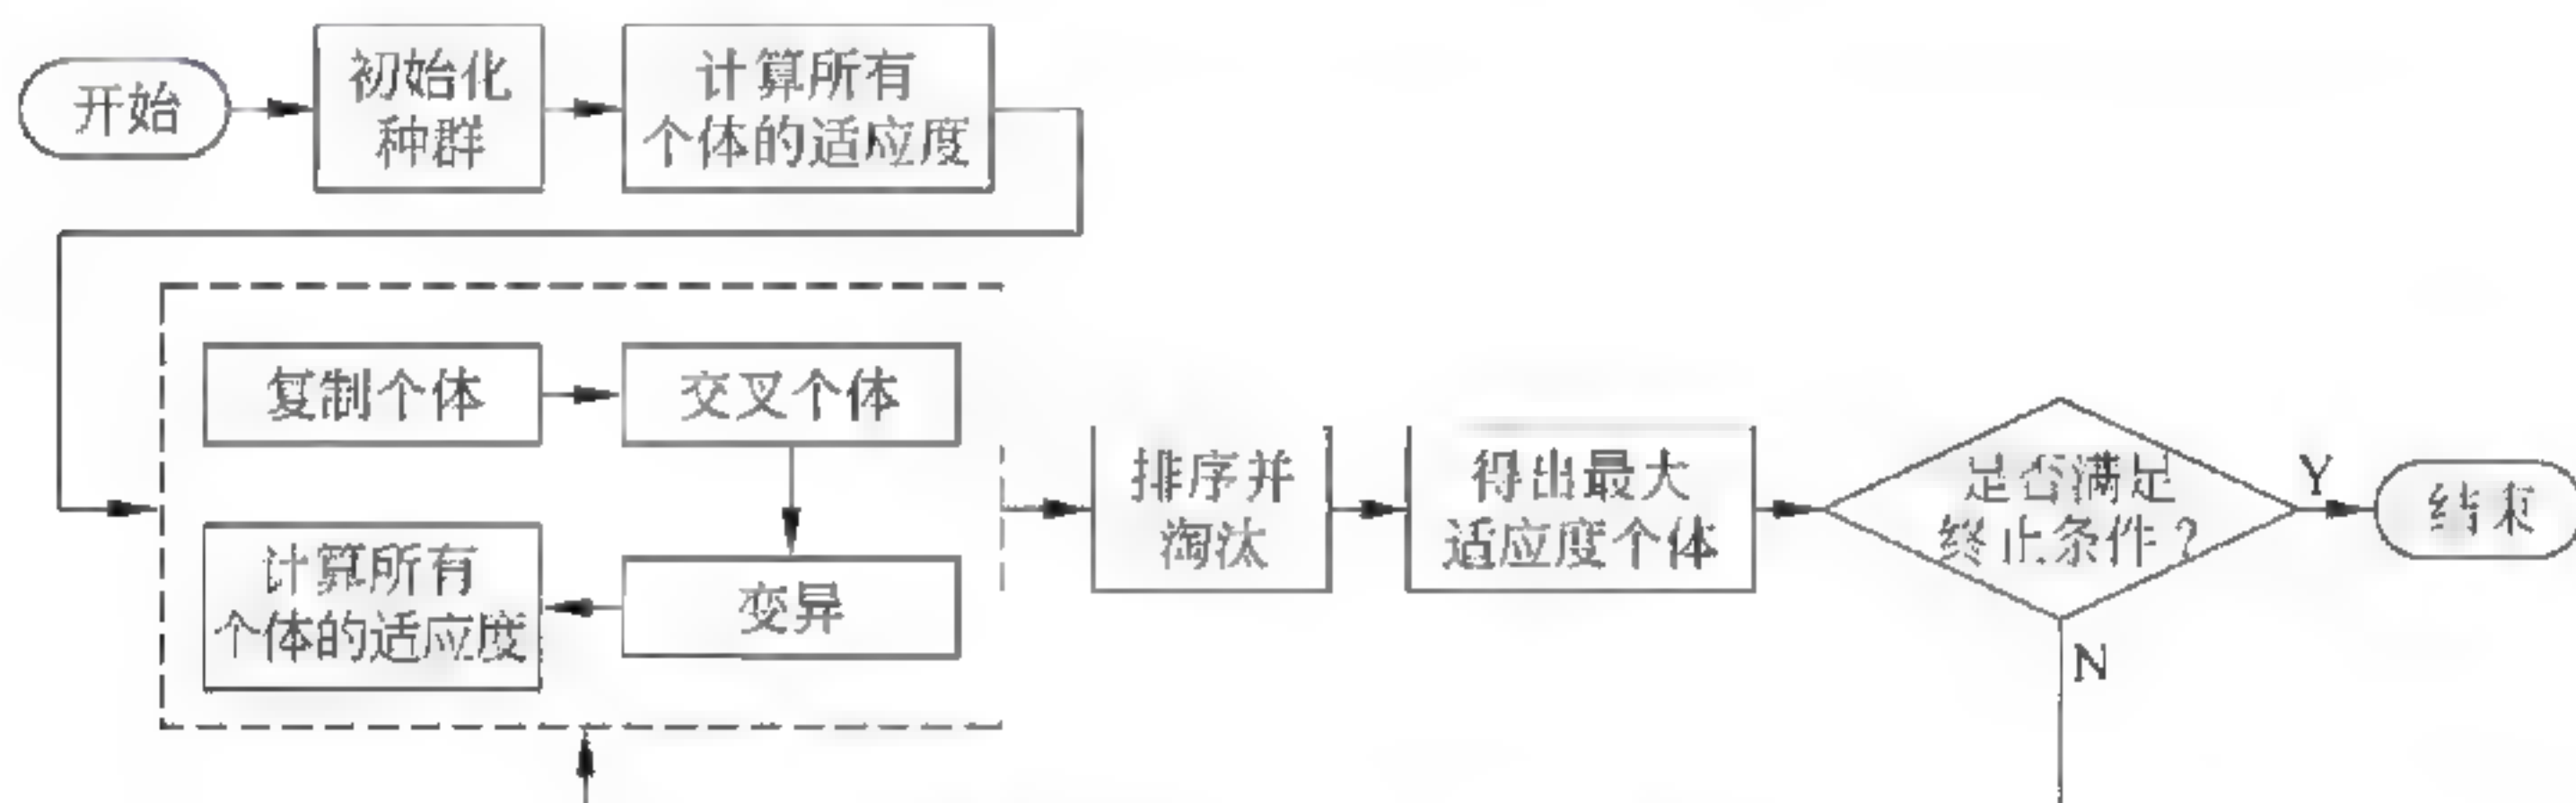 开始
初始化
种群
计算所有
个体的适应度
复制个体
交叉个体
变异
计算所有
个体的适应度
排序并
淘汰
得出最大
适应度个体
是否满足
终止条件?
Y
结束
N